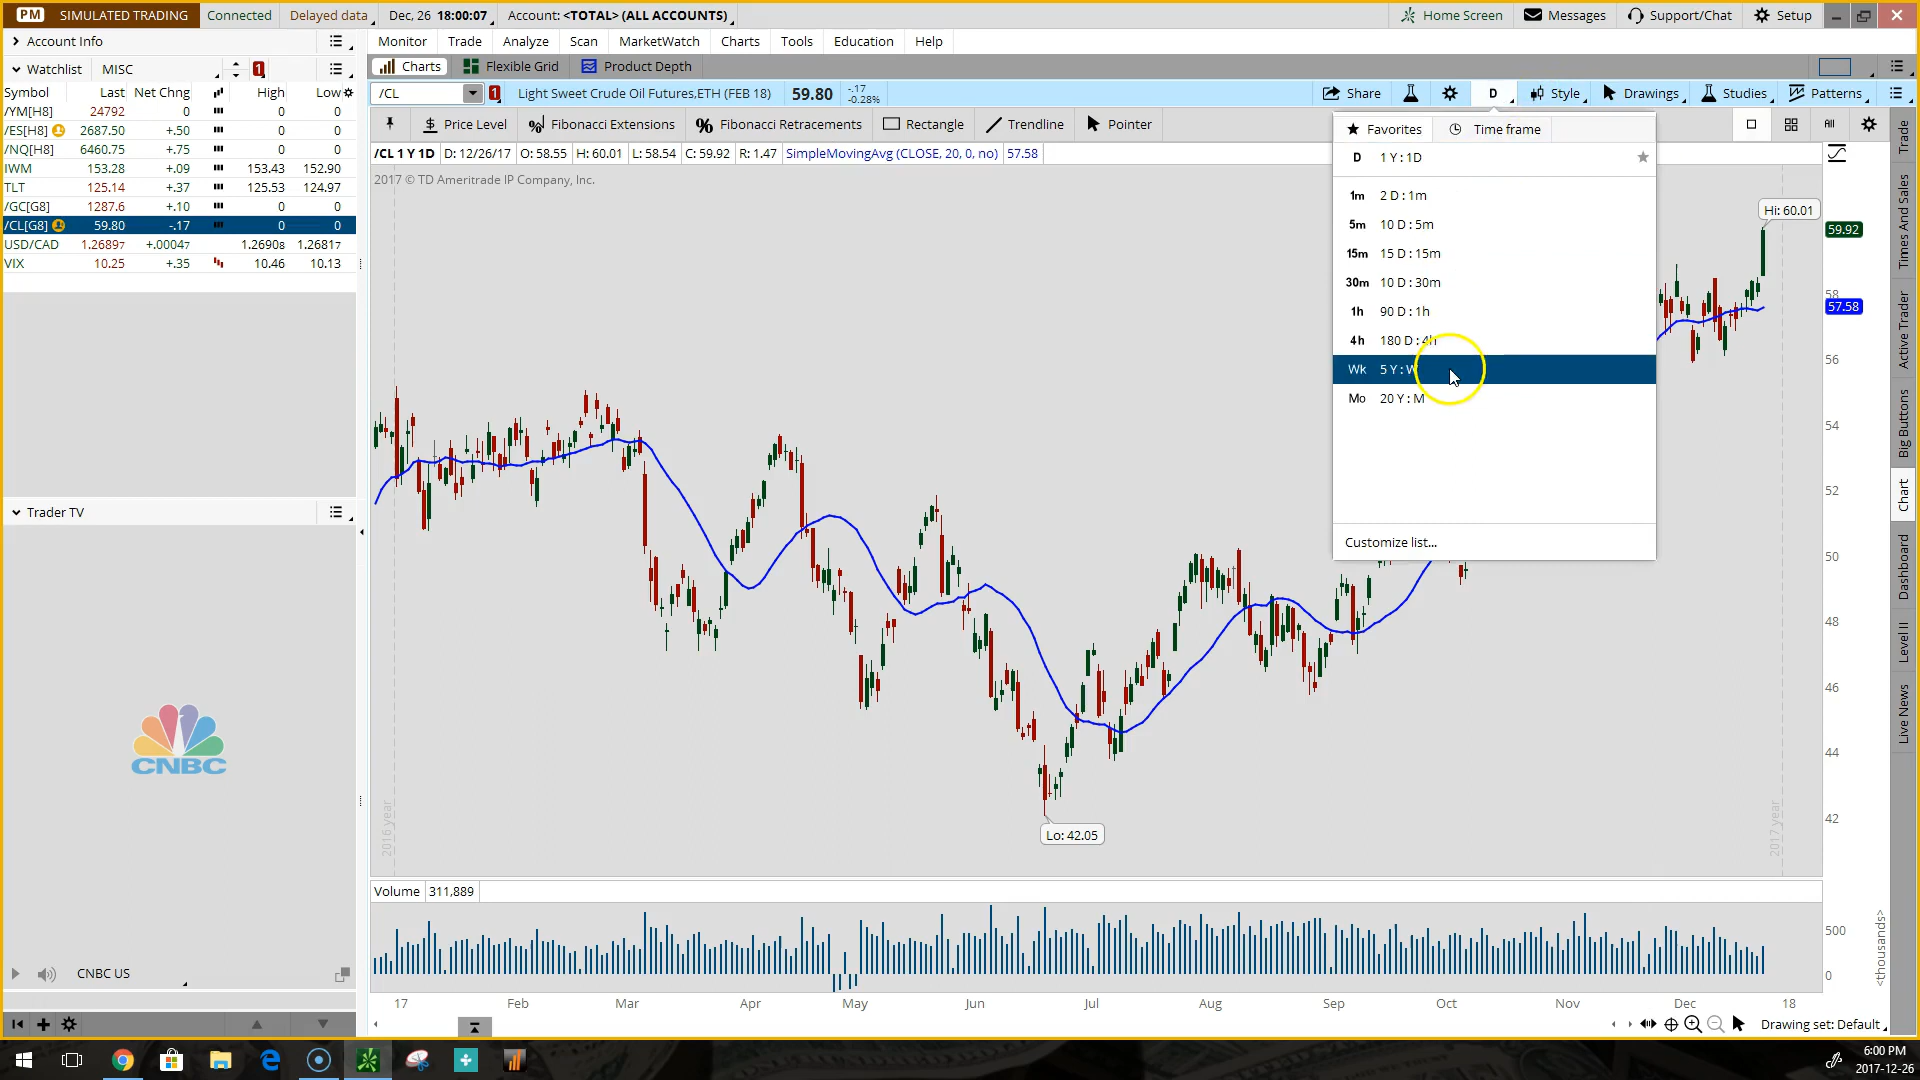 PM SIMULATED TRADING Connected Delayed data Dec, 26 18:00:07 Account: <TOTAL> (ALL ACCOUNTS) Home Screen Messages Support/Chat Setup
Account Info
Monitor Trade Analyze Scan MarketWatch Charts Tools Education Help
Watchlist MISC 1
Charts Flexible Grid Product Depth
Symbol Last Net Chng High Low
/YM[H8] 24792 0 0 0
/ES[H8] 2687.50 +.50 0 0
/NQ[H8] 6460.75 +.75 0 0
IWM 153.28 +.09 153.43 152.90
TLT 125.14 +.37 125.53 124.97
/GC[G8] 1287.6 +.10 0 0
/CL[G8] 59.80 -.17 0 0
USD/CAD 1.26897 +.00047 1.26908 1.26817
VIX 10.25 +.35 10.46 10.13
/CL 1 Light Sweet Crude Oil Futures,ETH (FEB 18) 59.80 -.17 -0.28% Share D Style Drawings Studies Patterns
Price Level Fibonacci Extensions Fibonacci Retracements Rectangle Trendline Pointer All
/CL 1 Y 1D D: 12/26/17 O: 58.55 H: 60.01 L: 58.54 C: 59.92 R: 1.47 SimpleMovingAvg (CLOSE, 20, 0, no) 57.58
2017 © TD Ameritrade IP Company, Inc.
Favorites Time frame
D 1 Y : 1D
1m 2 D : 1m
5m 10 D : 5m
15m 15 D : 15m
30m 10 D : 30m
1h 90 D : 1h
4h 180 D : 4h
Wk 5 Y : W
Mo 20 Y : M
Customize list...
Hi: 60.01
59.92
58
57.58
56
54
52
50
48
46
44
42
Lo: 42.05
2016 year
2017 year
Trade
Times And Sales
Active Trader
Big Buttons
Chart
Dashboard
Level II
Live News
Trader TV
CNBC
CNBC US
Volume 311,889
500
0
<thousands>
17 Feb Mar Apr May Jun Jul Aug Sep Oct Nov Dec 18
Drawing set: Default
6:00 PM
2017-12-26